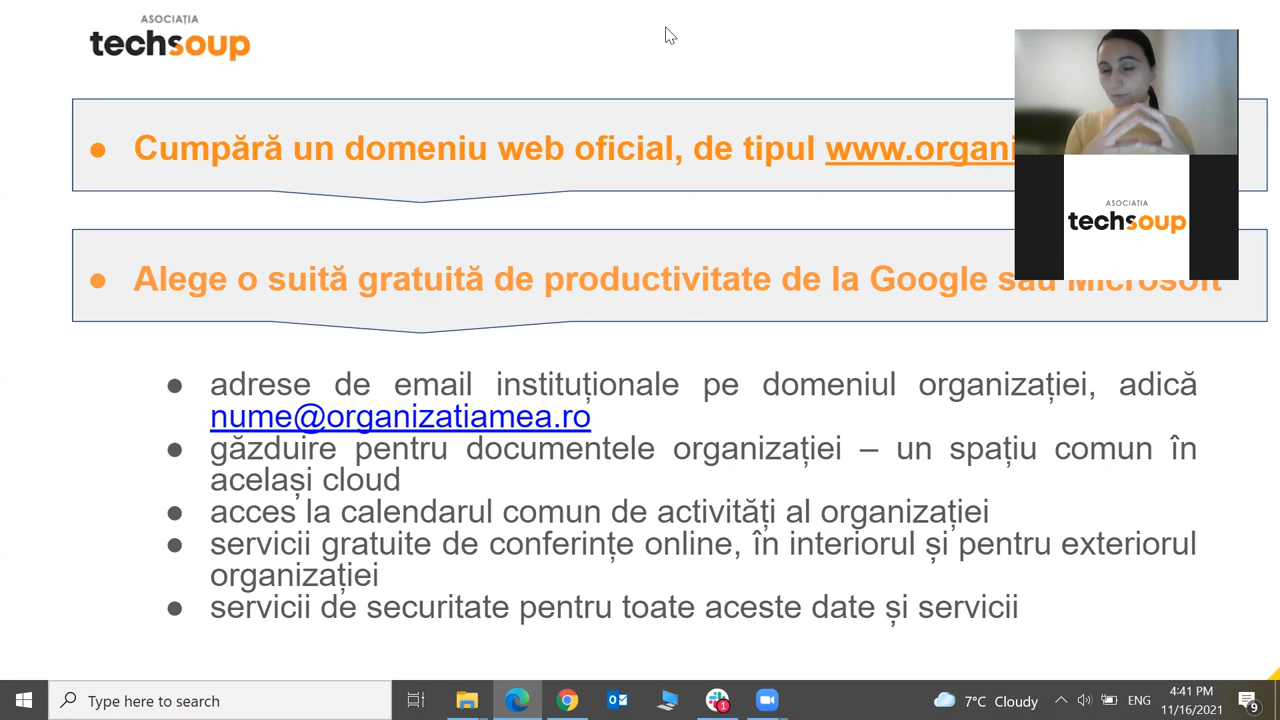 ASOCIAȚIA
techsoup
● Cumpără un domeniu web oficial, de tipul www.organi
ASOCIAȚIA
techsoup
● Alege o suită gratuită de productivitate de la Google sau Microsoft
● adrese de email instituționale pe domeniul organizației, adică
nume@organizatiamea.ro
● găzduire pentru documentele organizației – un spațiu comun în
același cloud
● acces la calendarul comun de activități al organizației
● servicii gratuite de conferințe online, în interiorul și pentru exteriorul
organizației
● servicii de securitate pentru toate aceste date și servicii
Type here to search
1
7°C Cloudy
ENG
4:41 PM
11/16/2021
9